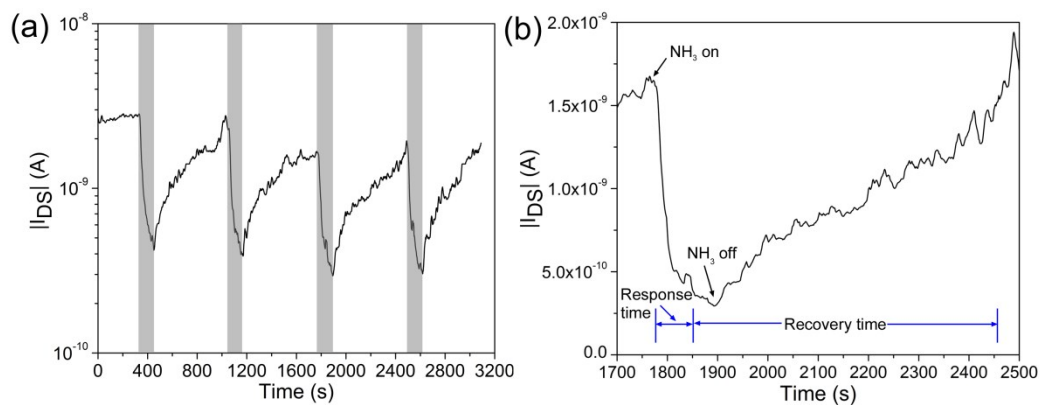 (a)
10⁻⁸
10⁻⁹
10⁻¹⁰
|I_DS| (A)
0 400 800 1200 1600 2000 2400 2800 3200
Time (s)
(b)
2.0x10⁻⁹
1.5x10⁻⁹
1.0x10⁻⁹
5.0x10⁻¹⁰
0.0
|I_DS| (A)
NH₃ on
NH₃ off
Response
time
Recovery time
1700 1800 1900 2000 2100 2200 2300 2400 2500
Time (s)